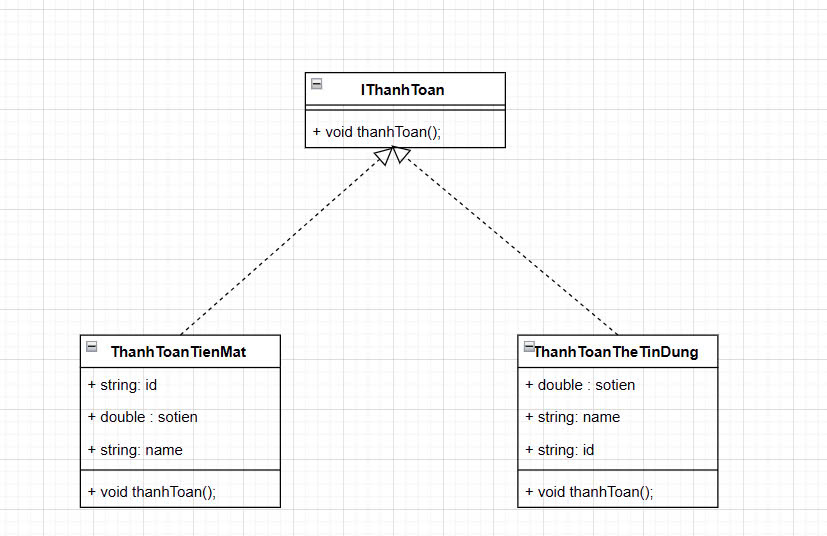 IThanhToan
+ void thanhToan();
ThanhToanTienMat
+ string: id
+ double : sotien
+ string: name
+ void thanhToan();
ThanhToanTheTinDung
+ double : sotien
+ string: name
+ string: id
+ void thanhToan();